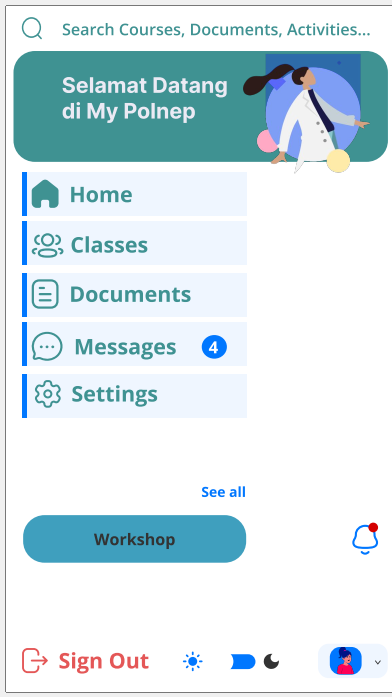 Search Courses, Documents, Activities...
Selamat Datang
di My Polnep
Home
Classes
Documents
Messages 4
Settings
See all
Workshop
Sign Out